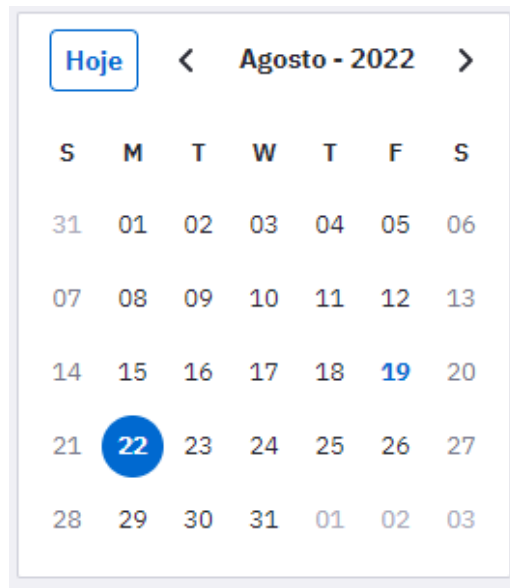 Hoje < Agosto - 2022 >
S M T W T F S
31 01 02 03 04 05 06
07 08 09 10 11 12 13
14 15 16 17 18 19 20
21 22 23 24 25 26 27
28 29 30 31 01 02 03